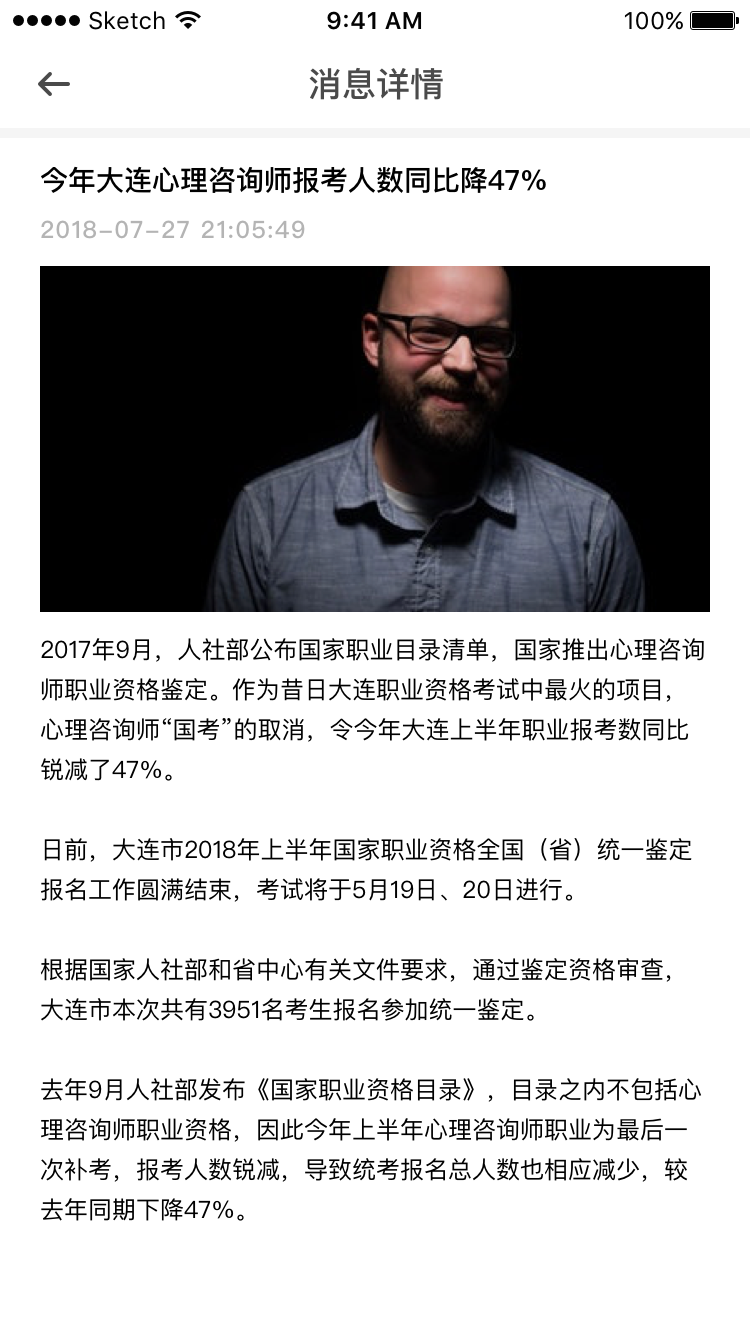 Sketch
9:41 AM
100%
消息详情
今年大连心理咨询师报考人数同比降47%
2018-07-27 21:05:49
2017年9月，人社部公布国家职业目录清单，国家推出心理咨询
师职业资格鉴定。作为昔日大连职业资格考试中最火的项目，
心理咨询师“国考”的取消，令今年大连上半年职业报考数同比
锐减了47%。
日前，大连市2018年上半年国家职业资格全国（省）统一鉴定
报名工作圆满结束，考试将于5月19日、20日进行。
根据国家人社部和省中心有关文件要求，通过鉴定资格审查，
大连市本次共有3951名考生报名参加统一鉴定。
去年9月人社部发布《国家职业资格目录》，目录之内不包括心
理咨询师职业资格，因此今年上半年心理咨询师职业为最后一
次补考，报考人数锐减，导致统考报名总人数也相应减少，较
去年同期下降47%。